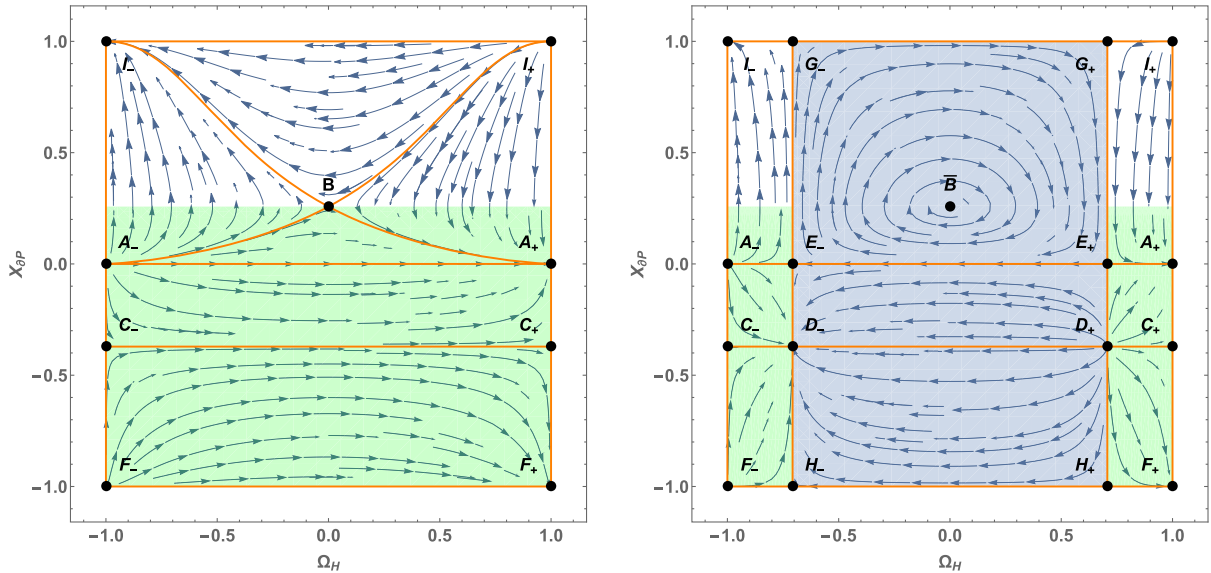 1.0
0.5
0.0
−0.5
−1.0
X∂P
I− I+
B
A− A+
C− C+
F− F+
−1.0 −0.5 0.0 0.5 1.0
ΩH
1.0
0.5
0.0
−0.5
−1.0
X∂P
I− G− G+ I+
B̅
A− E− E+ A+
C− D− D+ C+
F− H− H+ F+
−1.0 −0.5 0.0 0.5 1.0
ΩH